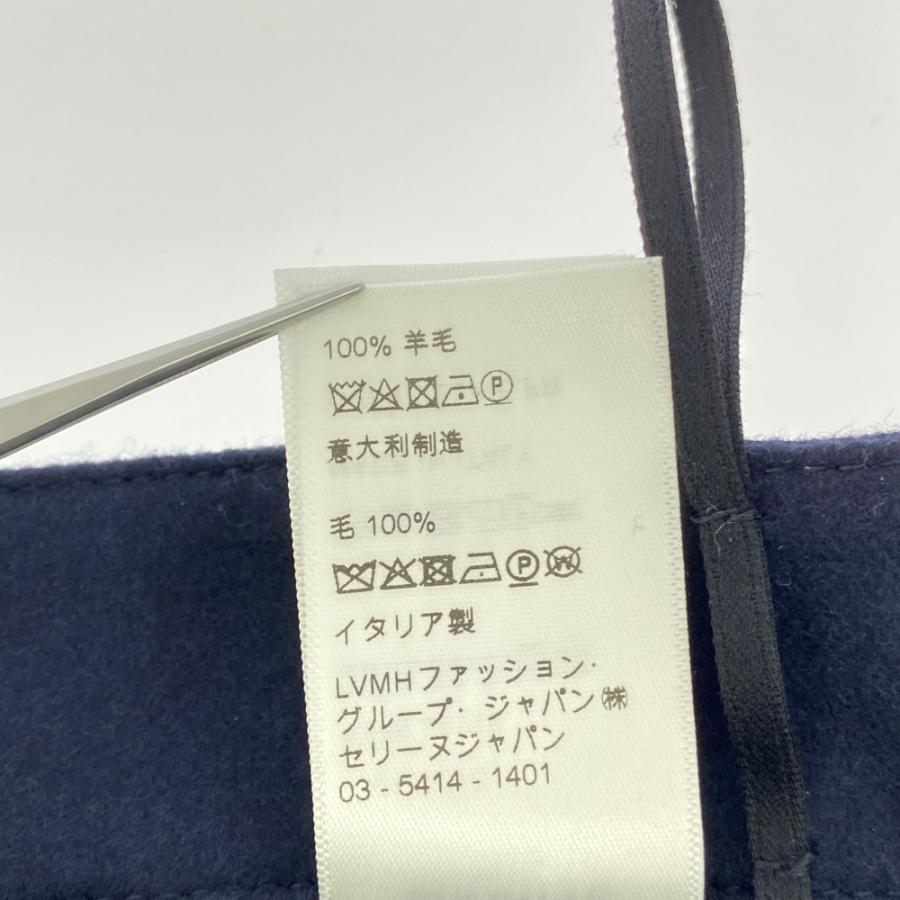 100% 羊毛
意大利制造
毛 100%
イタリア製
LVMHファッション・
グループ・ジャパン㈱
セリーヌジャパン
03 - 5414 - 1401